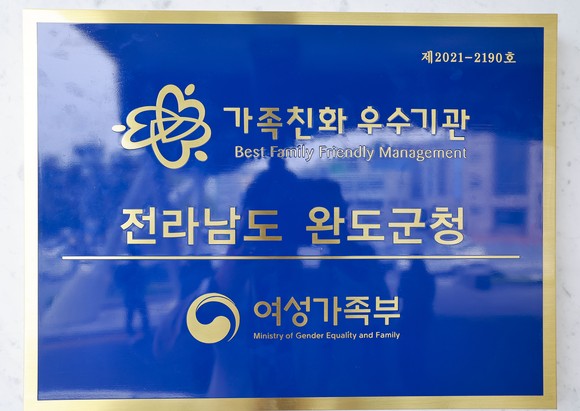 제2021-2190호
가족친화 우수기관
Best Family Friendly Management
전라남도 완도군청
여성가족부
Ministry of Gender Equality and Family